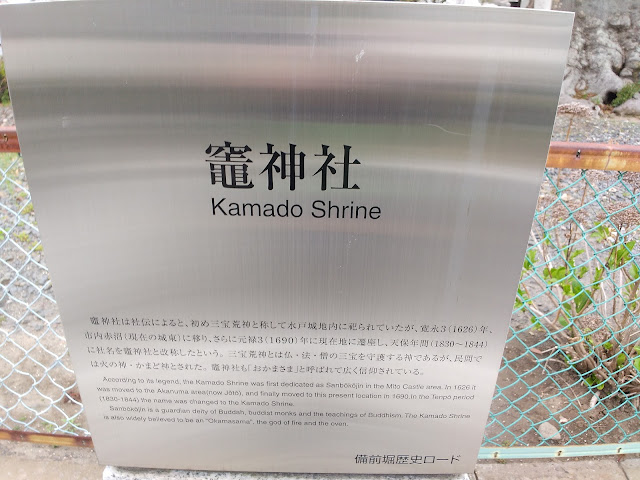 竈神社
Kamado Shrine
竈神社は社伝によると、初め三宝荒神と称して水戸城地内に祀られていたが、寛永3(1626)年、
市内赤沼(現在の城東)に移り、さらに元禄3(1690)年に現在地に遷座し、天保年間(1830～1844)
に社名を竈神社と改称したという。三宝荒神とは仏・法・僧の三宝を守護する神であるが、民間で
は火の神・かまど神とされた。竈神社も「おかまさま」と呼ばれて広く信仰されている。
According to its legend, the Kamado Shrine was first dedicated as Sanbōkōjin in the Mito Castle area. In 1626 it
was moved to the Akanuma area(now Jōtō), and finally moved to this present location in 1690.In the Tenpō period
(1830-1844) the name was changed to the Kamado Shrine.
Sanbōkōjin is a guardian deity of Buddah, buddist monks and the teachings of Buddhism. The Kamado Shrine
is also widely believed to be an "Okamasama", the god of fire and the oven.
備前堀歴史ロード